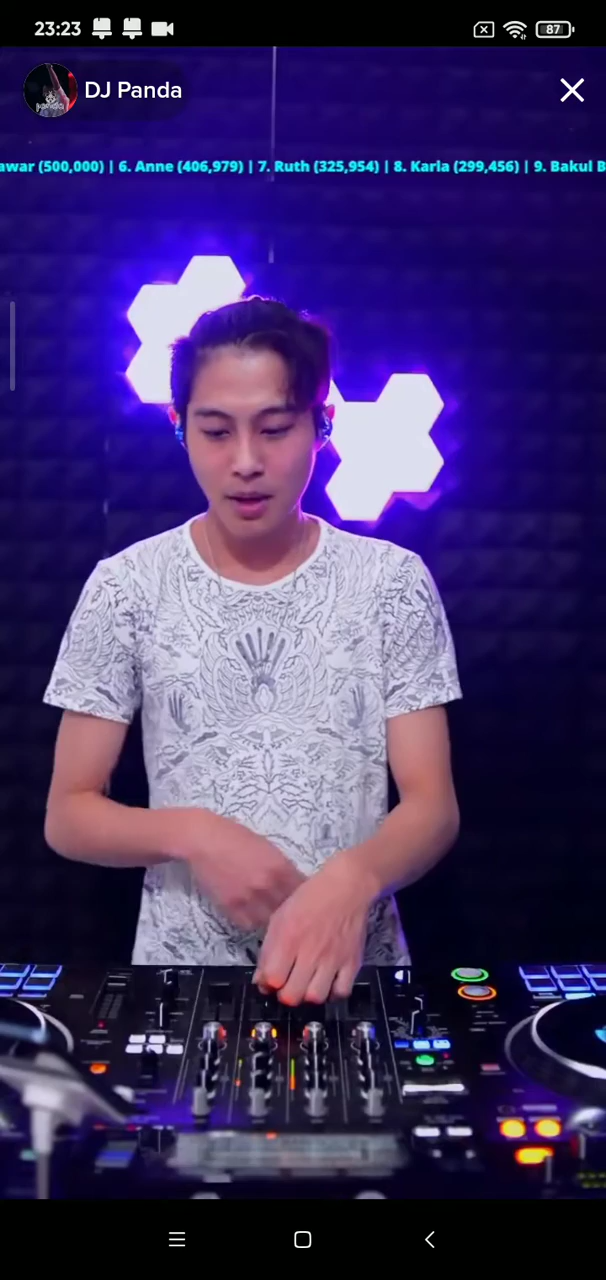 23:23
87
DJ Panda
panda
awar (500,000) | 6. Anne (406,979) | 7. Ruth (325,954) | 8. Karla (299,456) | 9. Bakul B